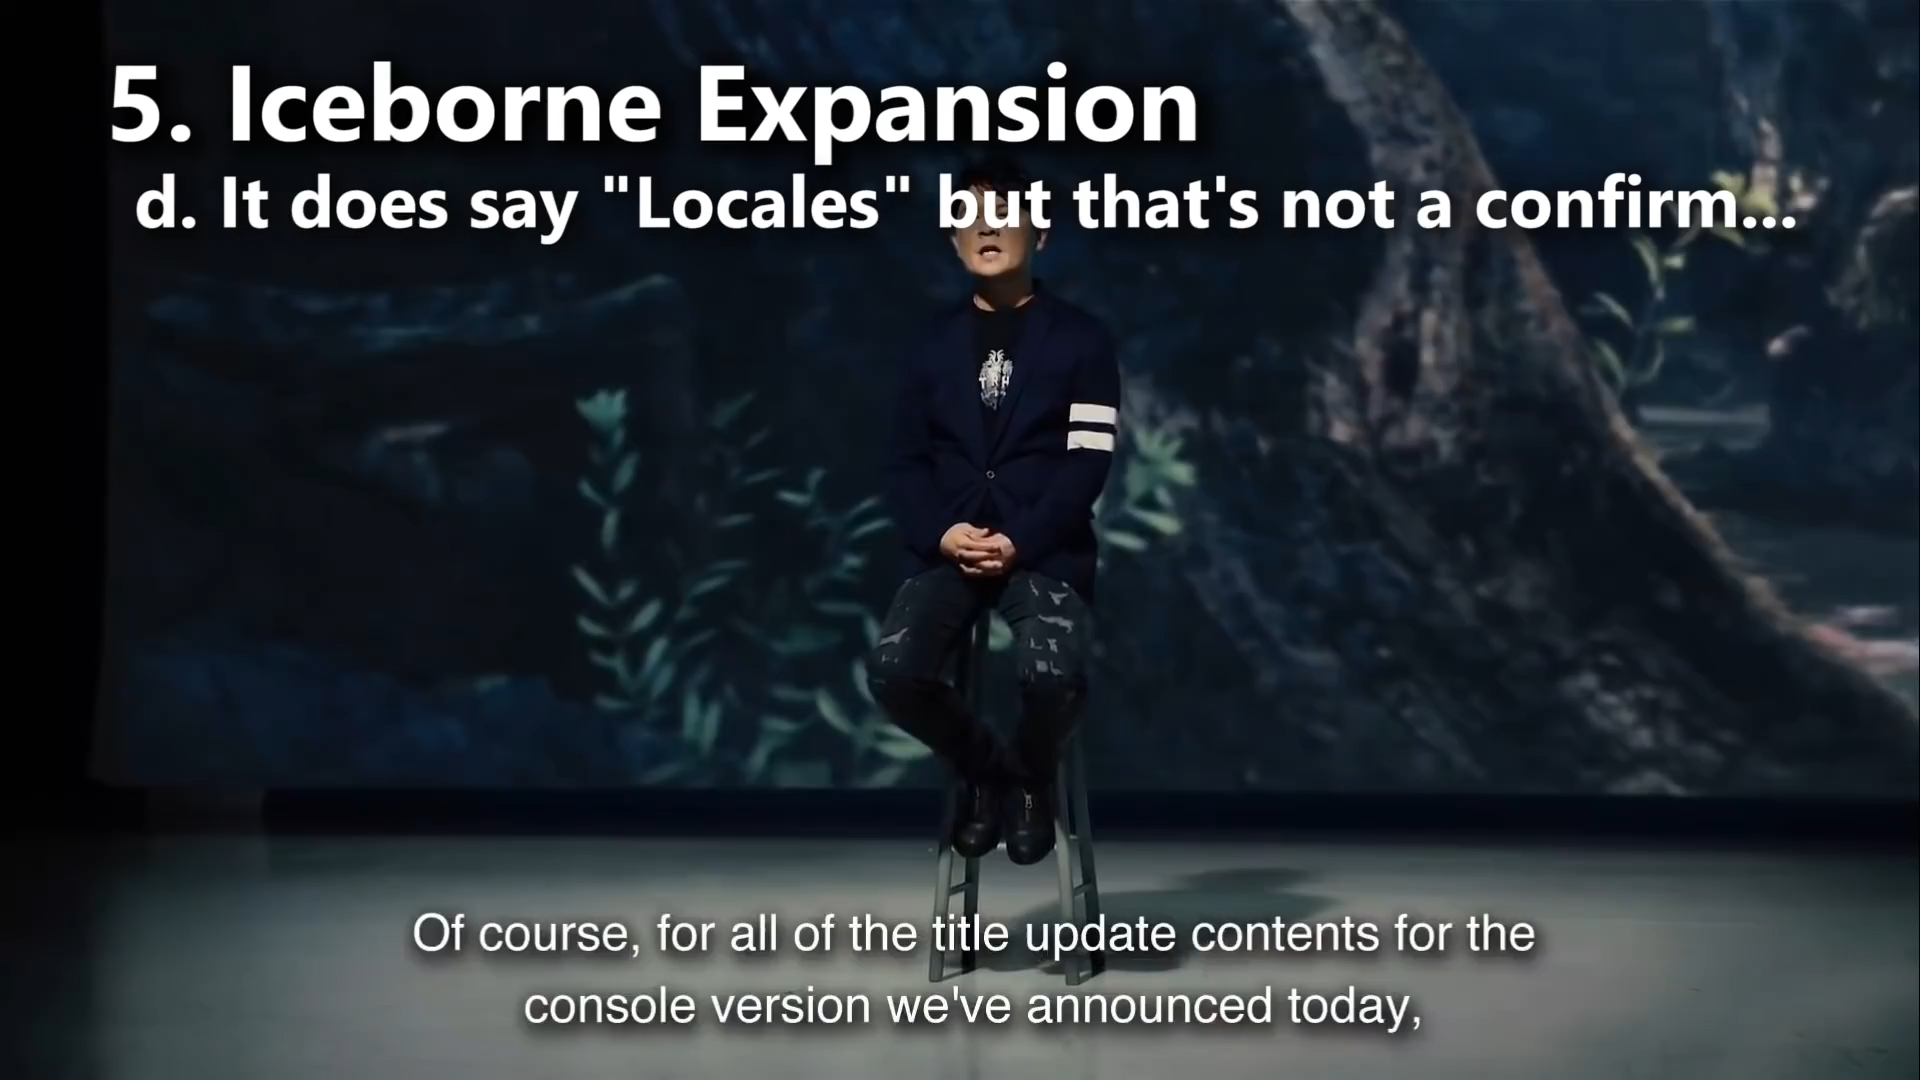 5. Iceborne Expansion
d. It does say "Locales" but that's not a confirm...
TRH
Of course, for all of the title update contents for the
console version we've announced today,